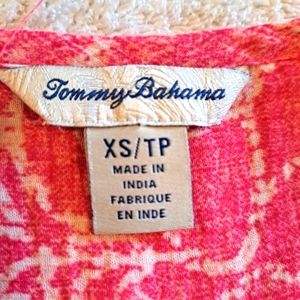 Tommy Bahama
XS/TP
MADE IN
INDIA
FABRIQUE
EN INDE